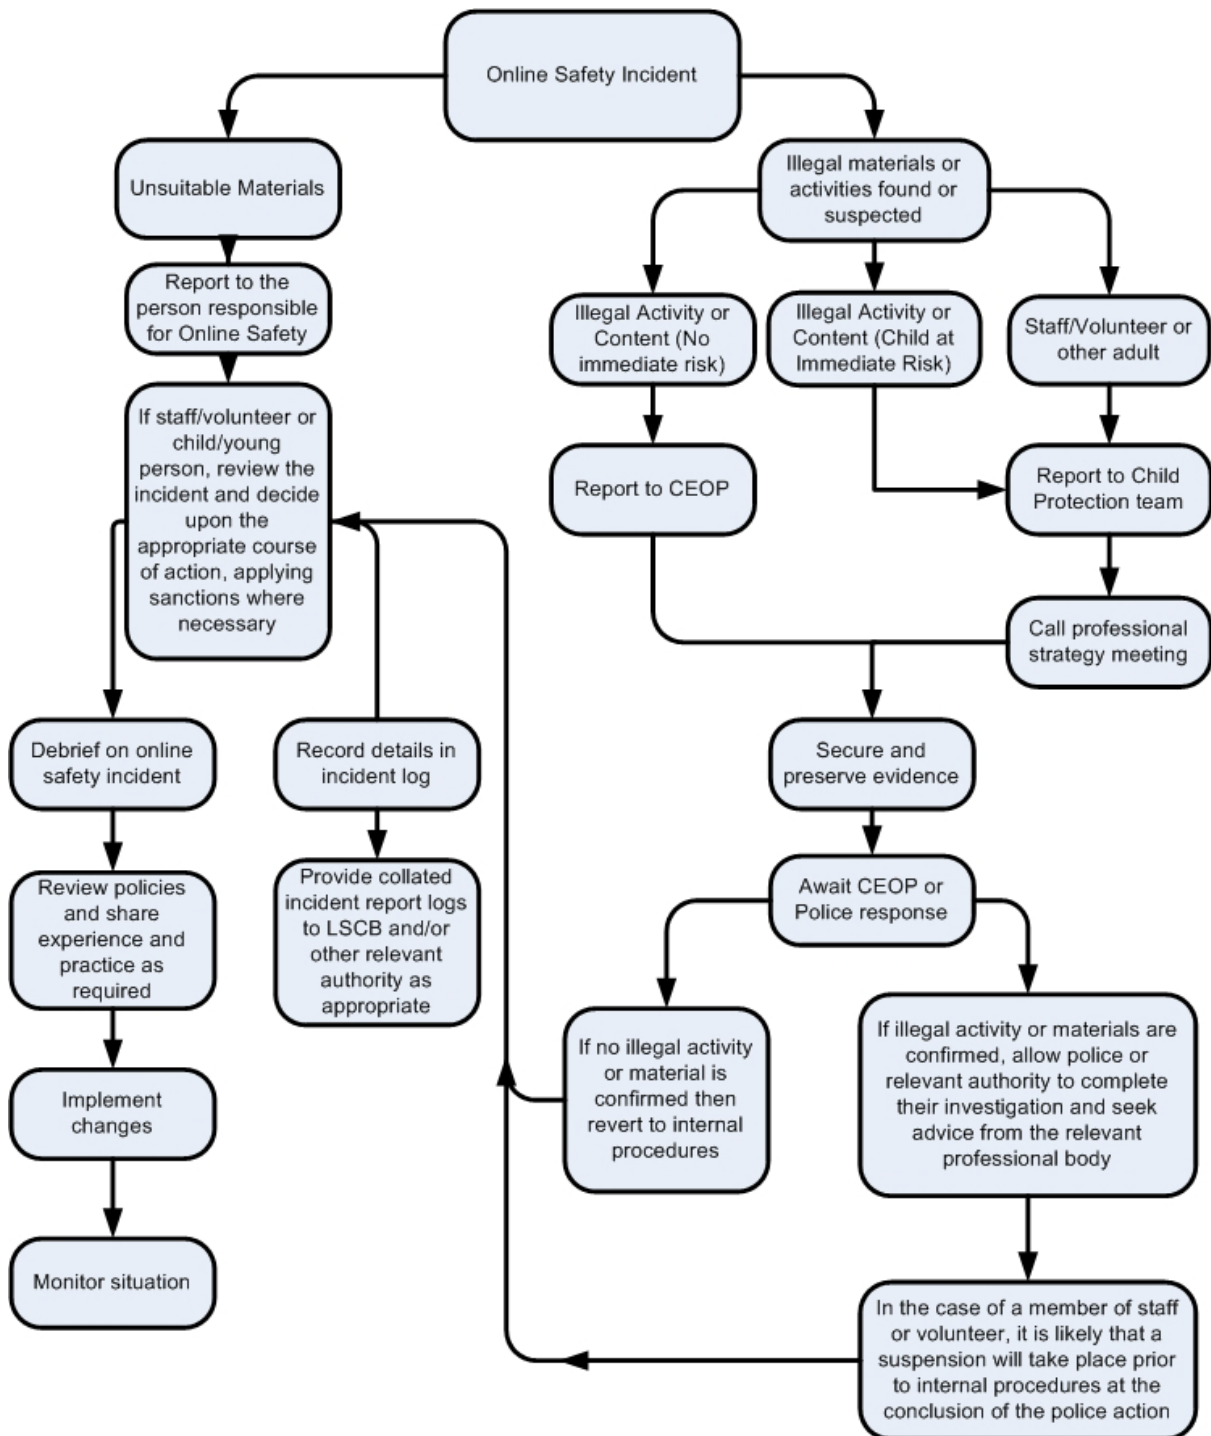 Online Safety Incident
Unsuitable Materials
Report to the
person responsible
for Online Safety
If staff/volunteer or
child/young
person, review the
incident and decide
upon the
appropriate course
of action, applying
sanctions where
necessary
Debrief on online
safety incident
Review policies
and share
experience and
practice as
required
Implement
changes
Monitor situation
Record details in
incident log
Provide collated
incident report logs
to LSCB and/or
other relevant
authority as
appropriate
Illegal materials or
activities found or
suspected
Illegal Activity or
Content (No
immediate risk)
Illegal Activity or
Content (Child at
Immediate Risk)
Staff/Volunteer or
other adult
Report to CEOP
Report to Child
Protection team
Call professional
strategy meeting
Secure and
preserve evidence
Await CEOP or
Police response
If no illegal activity
or material is
confirmed then
revert to internal
procedures
If illegal activity or materials are
confirmed, allow police or
relevant authority to complete
their investigation and seek
advice from the relevant
professional body
In the case of a member of staff
or volunteer, it is likely that a
suspension will take place prior
to internal procedures at the
conclusion of the police action